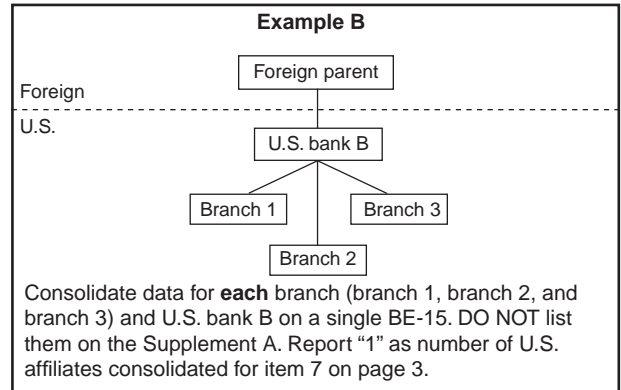 Example B
Foreign parent
Foreign
U.S.
U.S. bank B
Branch 1
Branch 3
Branch 2
Consolidate data for each branch (branch 1, branch 2, and
branch 3) and U.S. bank B on a single BE-15. DO NOT list
them on the Supplement A. Report “1” as number of U.S.
affiliates consolidated for item 7 on page 3.